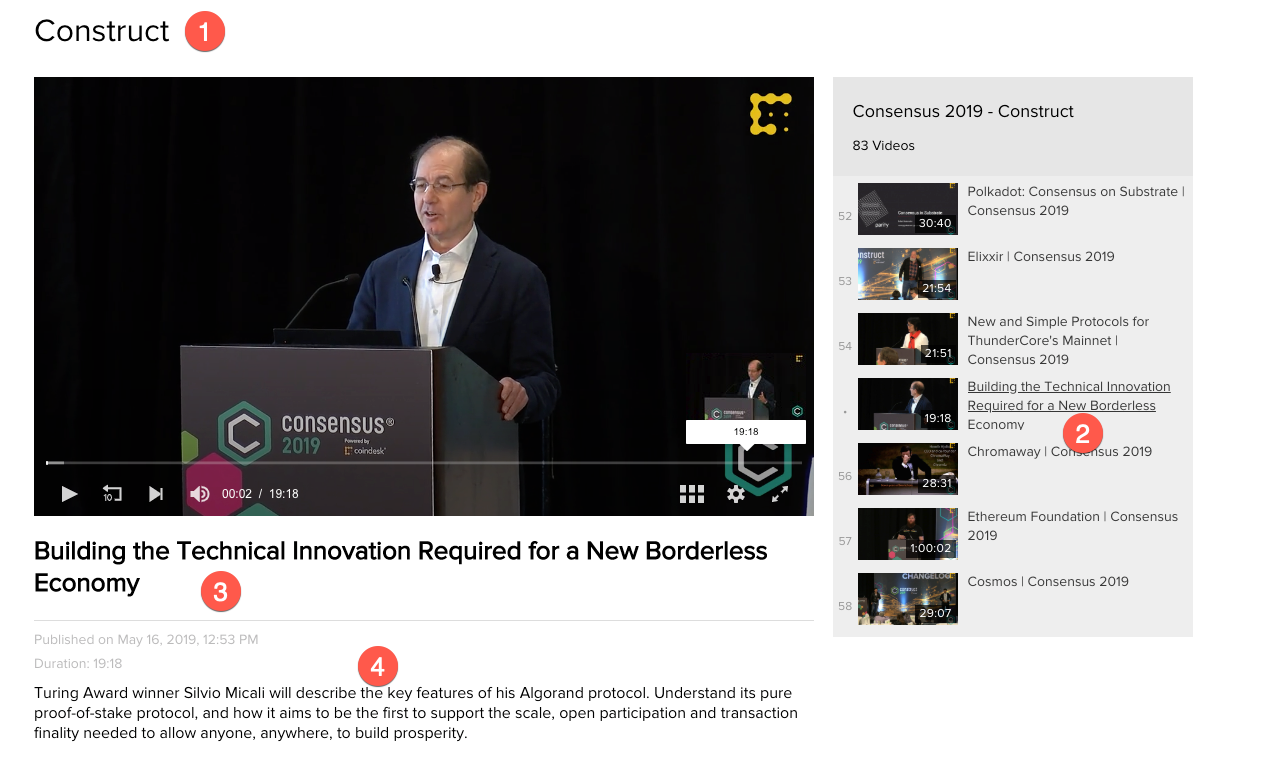 Construct 1
consensus®
2019 Powered by
coindesk
19:18
10 00:02 / 19:18
Building the Technical Innovation Required for a New Borderless
Economy
3
Published on May 16, 2019, 12:53 PM
Duration: 19:18
4
Turing Award winner Silvio Micali will describe the key features of his Algorand protocol. Understand its pure
proof-of-stake protocol, and how it aims to be the first to support the scale, open participation and transaction
finality needed to allow anyone, anywhere, to build prosperity.
Consensus 2019 - Construct
83 Videos
52
30:40
Polkadot: Consensus on Substrate |
Consensus 2019
53
21:54
Elixxir | Consensus 2019
54
21:51
New and Simple Protocols for
ThunderCore's Mainnet |
Consensus 2019
19:18
Building the Technical Innovation
Required for a New Borderless
Economy
2
56
28:31
Chromaway | Consensus 2019
57
1:00:02
Ethereum Foundation | Consensus
2019
58
CHANGELOG
29:07
Cosmos | Consensus 2019